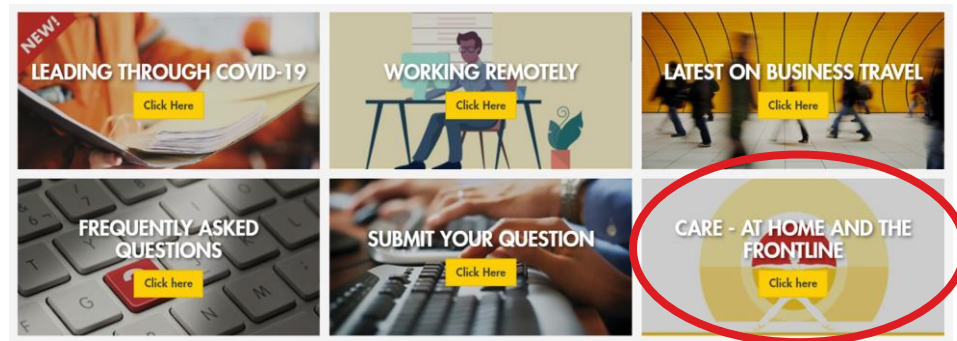 NEW!
LEADING THROUGH COVID-19
Click Here
WORKING REMOTELY
Click Here
LATEST ON BUSINESS TRAVEL
Click Here
FREQUENTLY ASKED
QUESTIONS
Click here
SUBMIT YOUR QUESTION
Click Here
CARE - AT HOME AND THE
FRONTLINE
Click here